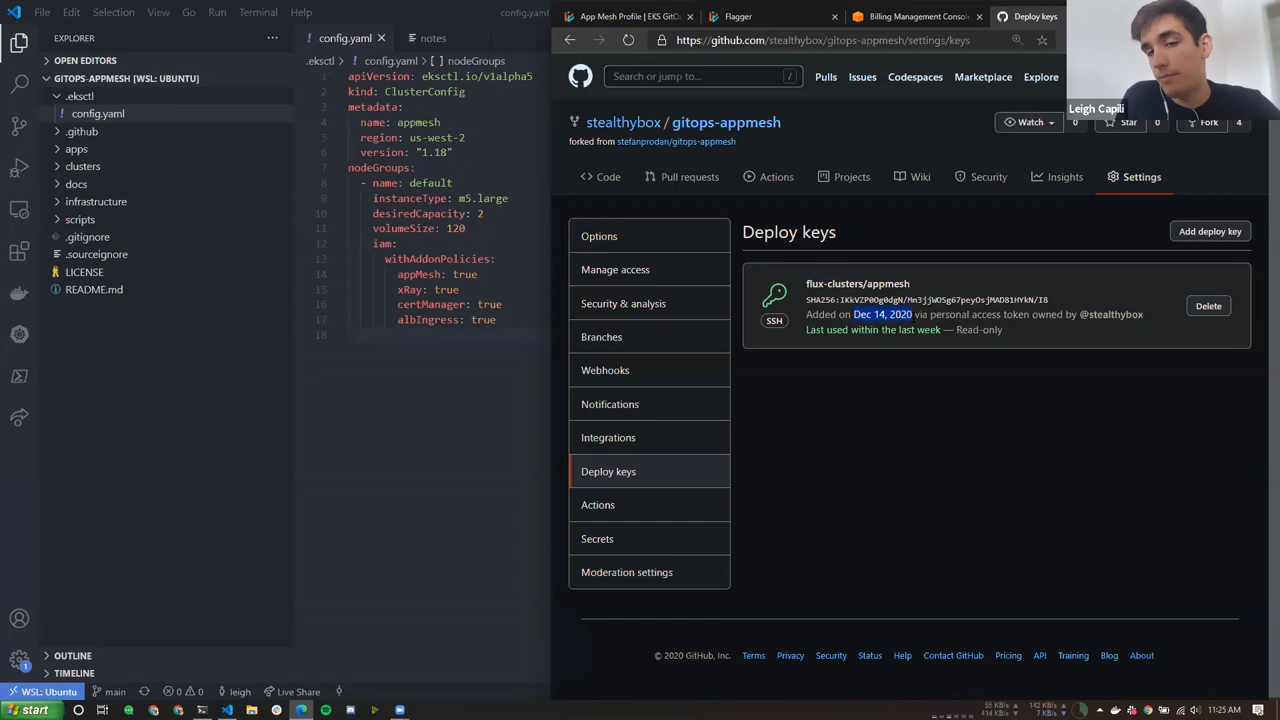 File Edit Selection View Go Run Terminal Help
config.yaml
EXPLORER
OPEN EDITORS
GITOPS-APPMESH [WSL: UBUNTU]
.eksctl
config.yaml
.github
apps
clusters
docs
infrastructure
scripts
.gitignore
.sourceignore
LICENSE
README.md
OUTLINE
TIMELINE
config.yaml notes
.eksctl > ! config.yaml > [ ] nodeGroups
1 apiVersion: eksctl.io/v1alpha5
2 kind: ClusterConfig
3 metadata:
4 name: appmesh
5 region: us-west-2
6 version: "1.18"
7 nodeGroups:
8 - name: default
9 instanceType: m5.large
10 desiredCapacity: 2
11 volumeSize: 120
12 iam:
13 withAddonPolicies:
14 appMesh: true
15 xRay: true
16 certManager: true
17 albIngress: true
18
App Mesh Profile | EKS GitO
Flagger
Billing Management Consol
Deploy keys
https://github.com/stealthybox/gitops-appmesh/settings/keys
Search or jump to... /
Pulls Issues Codespaces Marketplace Explore
Leigh Capili
stealthybox / gitops-appmesh
forked from stefanprodan/gitops-appmesh
Watch 0 Star 0 Fork 4
Code Pull requests Actions Projects Wiki Security Insights Settings
Options
Manage access
Security & analysis
Branches
Webhooks
Notifications
Integrations
Deploy keys
Actions
Secrets
Moderation settings
Deploy keys
Add deploy key
flux-clusters/appmesh
SSH
Added on Dec 14, 2020 via personal access token owned by @stealthybox
Last used within the last week — Read-only
Delete
© 2020 GitHub, Inc. Terms Privacy Security Status Help Contact GitHub Pricing API Training Blog About
WSL: Ubuntu main 0 0 leigh Live Share
start
11:25 AM